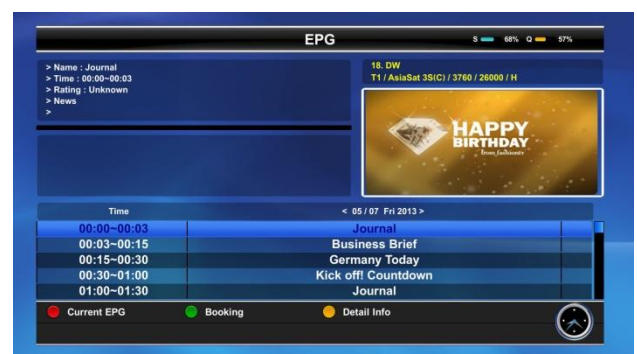 EPG
S 68% Q 57%
> Name : Journal
> Time : 00:00~00:03
> Rating : Unknown
> News
>
18. DW
T1 / AsiaSat 3S(C) / 3760 / 26000 / H
HAPPY
BIRTHDAY
from fashiontv
Time < 05 / 07 Fri 2013 >
00:00~00:03 Journal
00:03~00:15 Business Brief
00:15~00:30 Germany Today
00:30~01:00 Kick off! Countdown
01:00~01:30 Journal
Current EPG Booking Detail Info